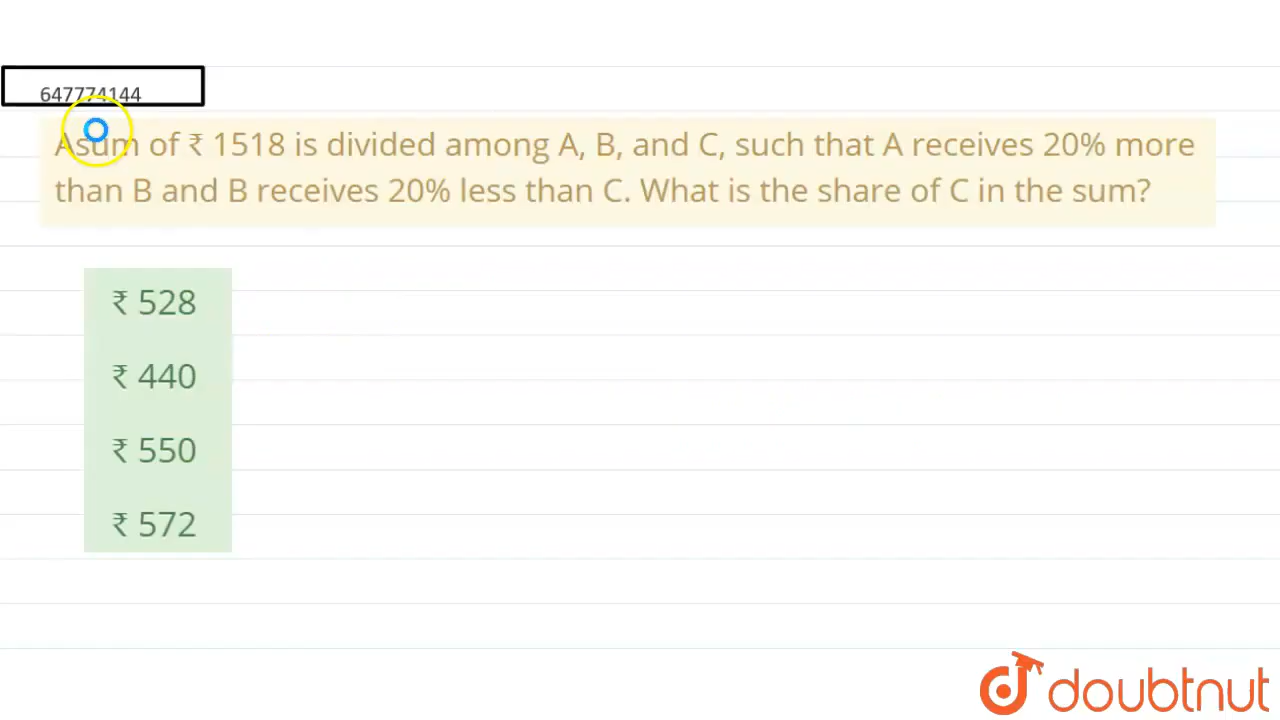 647774144
Asum of ₹ 1518 is divided among A, B, and C, such that A receives 20% more
than B and B receives 20% less than C. What is the share of C in the sum?
₹ 528
₹ 440
₹ 550
₹ 572
doubtnut